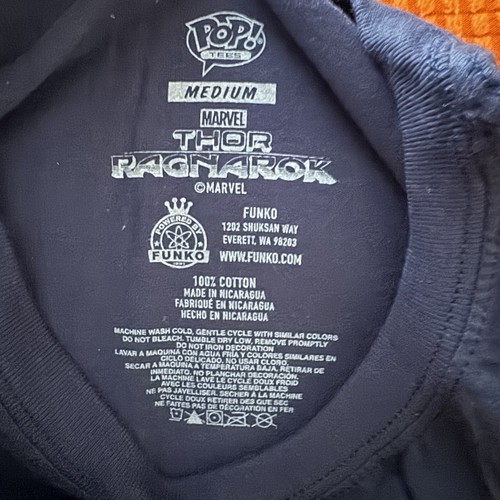 POP!
TEES
MEDIUM
MARVEL
THOR
RAGNAROK
©MARVEL
POWERED BY
FUNKO
FUNKO
1202 SHUKSAN WAY
EVERETT, WA 98203
WWW.FUNKO.COM
100% COTTON
MADE IN NICARAGUA
FABRIQUÉ EN NICARAGUA
HECHO EN NICARAGUA
MACHINE WASH COLD, GENTLE CYCLE WITH SIMILAR COLORS
DO NOT BLEACH. TUMBLE DRY LOW. REMOVE PROMPTLY
DO NOT IRON DECORATION
LAVAR A MAQUINA CON AGUA FRIA Y COLORES SIMILARES EN
CICLO DELICADO. NO USAR CLORO.
SECAR A MAQUINA A TEMPERATURA BAJA. RETIRAR DE
INMEDIATO. NO PLANCHAR DECORACIÓN.
LA MACHINE LAVE LE CYCLE DOUX FROID
AVEC LES COULEURS SEMBLABLES
NE PAS JAVELLISER. SECHER À LA MACHINE
CYCLE DOUX RETIRER DES QUE SEC
NE FAITES PAS DE DÉCORATION EN FER